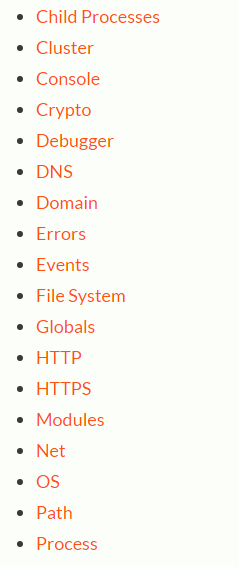 Child Processes
Cluster
Console
Crypto
Debugger
DNS
Domain
Errors
Events
File System
Globals
HTTP
HTTPS
Modules
Net
OS
Path
Process